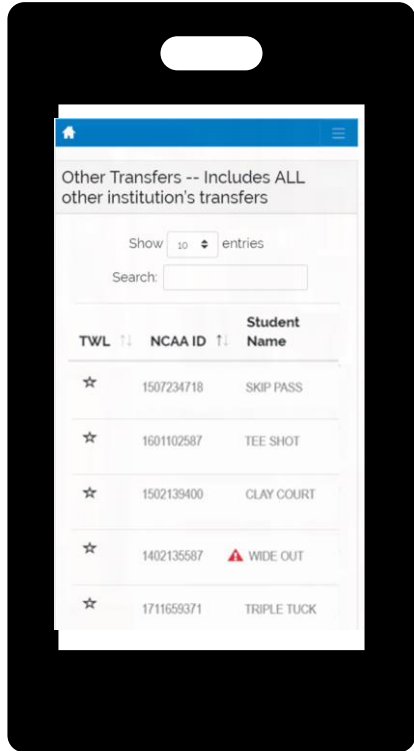 Other Transfers -- Includes ALL
other institution's transfers
Show 10 entries
Search:
TWL NCAA ID Student
Name
1507234718 SKIP PASS
1601102587 TEE SHOT
1502139400 CLAY COURT
1402135587 WIDE OUT
1711659371 TRIPLE TUCK